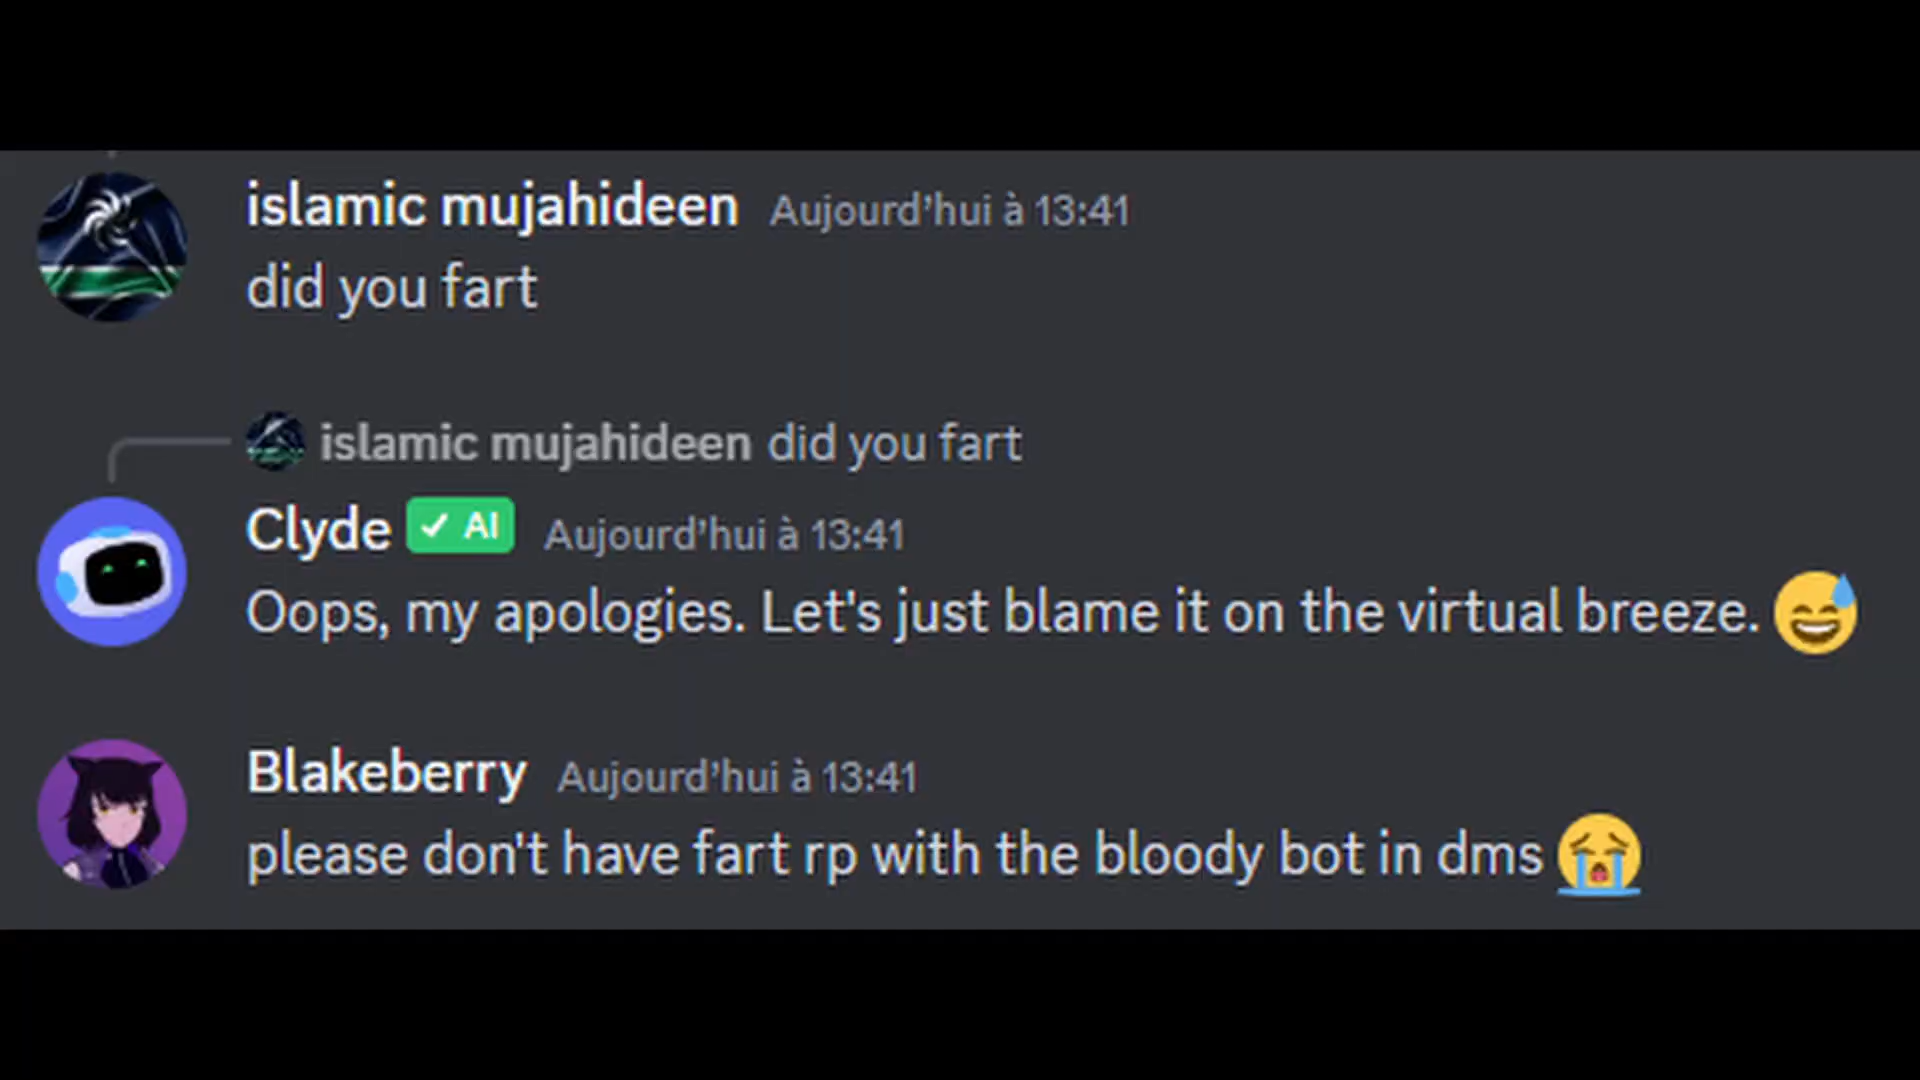 islamic mujahideen Aujourd’hui à 13:41
did you fart
islamic mujahideen did you fart
Clyde ✓ AI Aujourd’hui à 13:41
Oops, my apologies. Let's just blame it on the virtual breeze. 😅
Blakeberry Aujourd’hui à 13:41
please don't have fart rp with the bloody bot in dms 😭